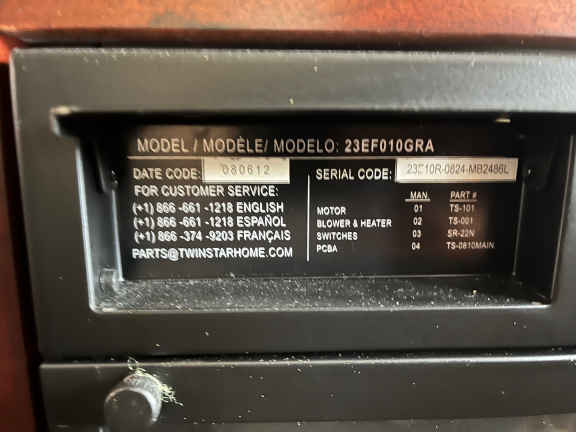 MODEL / MODÈLE/ MODELO: 23EF010GRA
DATE CODE: 080612
SERIAL CODE: 23E10R-0824-MB2486L
FOR CUSTOMER SERVICE:
(+1) 866 -661 -1218 ENGLISH
(+1) 866 -661 -1218 ESPAÑOL
(+1) 866 -374 -9203 FRANÇAIS
PARTS@TWINSTARHOME.COM
MAN. PART #
MOTOR 01 TS-101
BLOWER & HEATER 02 TS-001
SWITCHES 03 SR-22N
PCBA 04 TS-0810MAIN